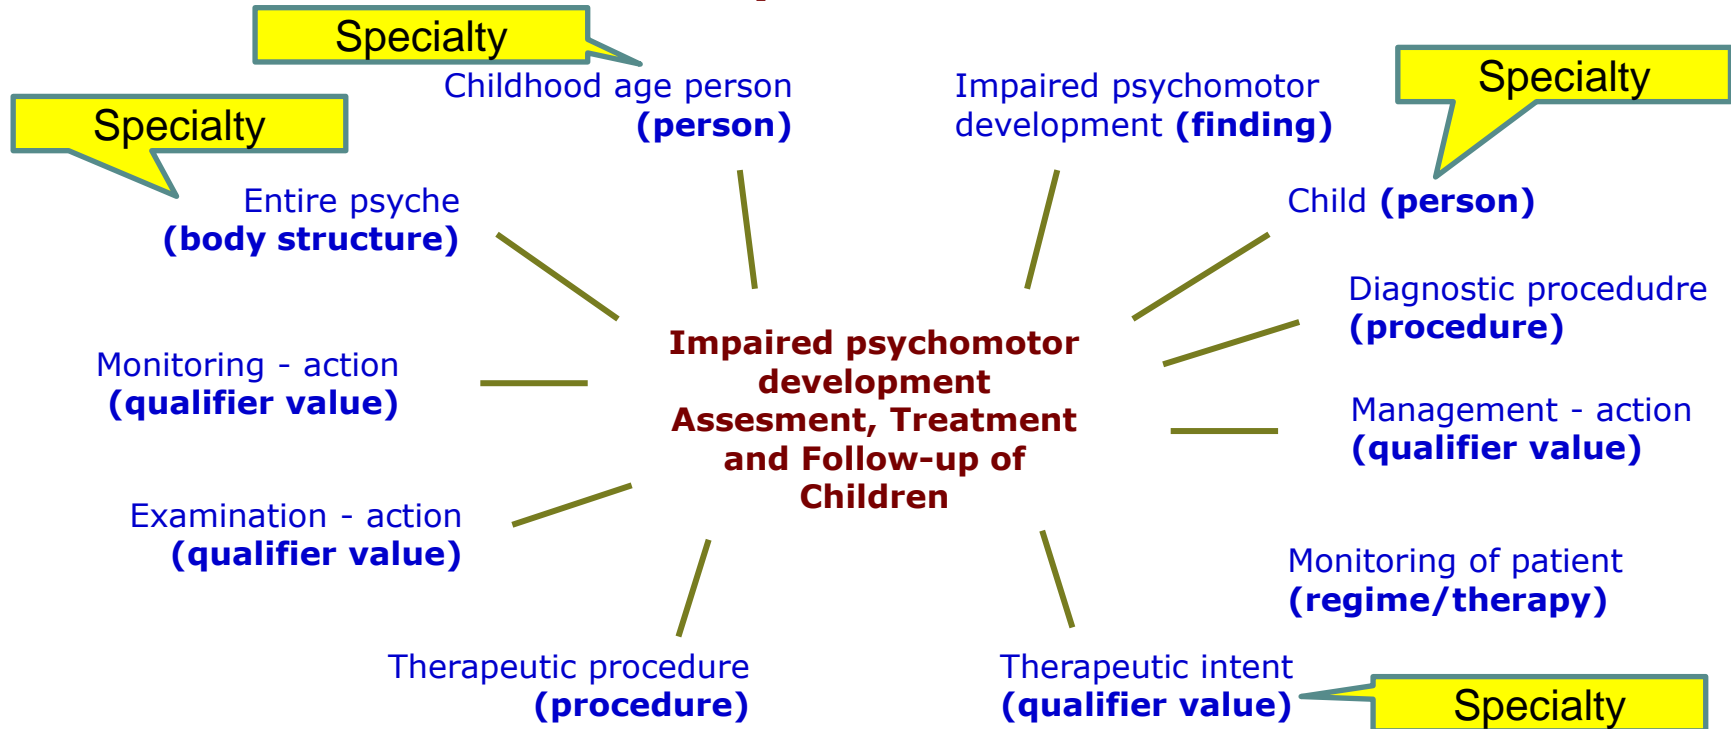 Specialty
Childhood age person
(person)
Impaired psychomotor
development (finding)
Specialty
Specialty
Entire psyche
(body structure)
Child (person)
Diagnostic procedudre
(procedure)
Monitoring - action
(qualifier value)
Impaired psychomotor
development
Assesment, Treatment
and Follow-up of
Children
Management - action
(qualifier value)
Examination - action
(qualifier value)
Monitoring of patient
(regime/therapy)
Therapeutic procedure
(procedure)
Therapeutic intent
(qualifier value)
Specialty